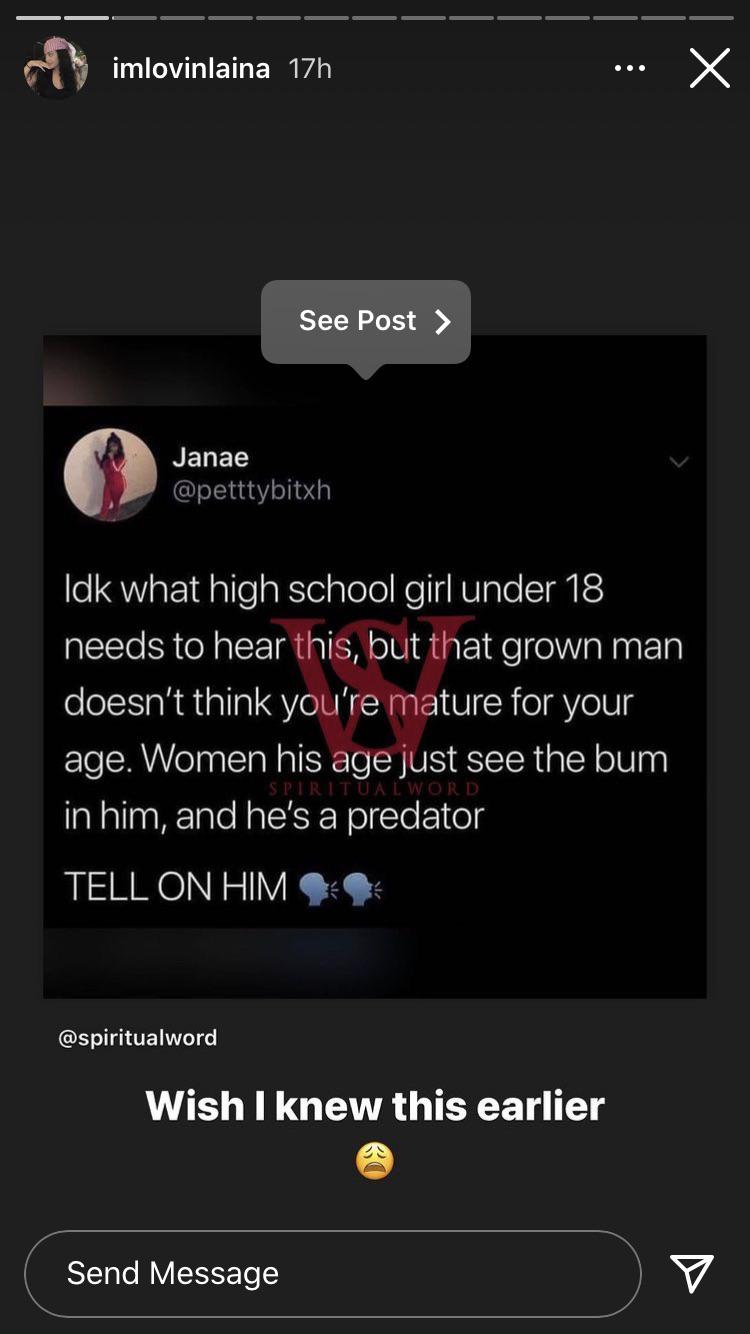 imlovinlaina 17h
See Post
Janae
@petttybitxh
Idk what high school girl under 18
needs to hear this, but that grown man
doesn't think you're mature for your
age. Women his age just see the bum
in him, and he's a predator
TELL ON HIM 🗣🗣
SW
SPIRITUALWORD
@spiritualword
Wish I knew this earlier
😩
Send Message